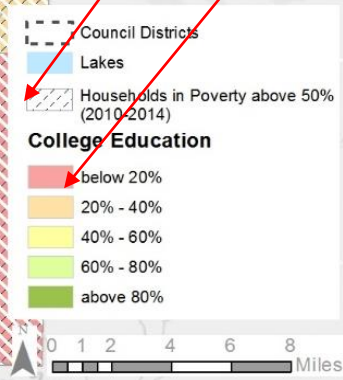 Council Districts
Lakes
Households in Poverty above 50%
(2010-2014)
College Education
below 20%
20% - 40%
40% - 60%
60% - 80%
above 80%
N
0 1 2 4 6 8
Miles